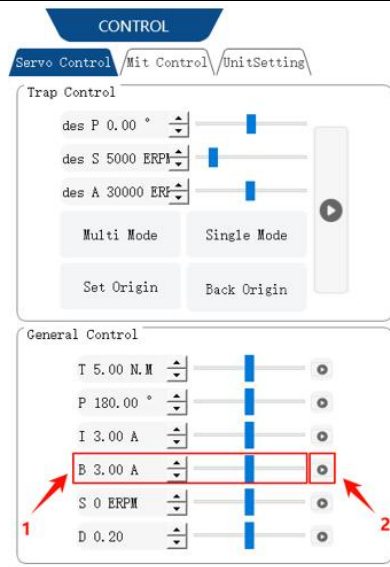 CONTROL
Servo Control Mit Control UnitSetting
Trap Control
des P 0.00 °
des S 5000 ERPM
des A 30000 ER
Multi Mode Single Mode
Set Origin Back Origin
General Control
T 5.00 N.M
P 180.00 °
I 3.00 A
B 3.00 A
S 0 ERPM
D 0.20
1 2